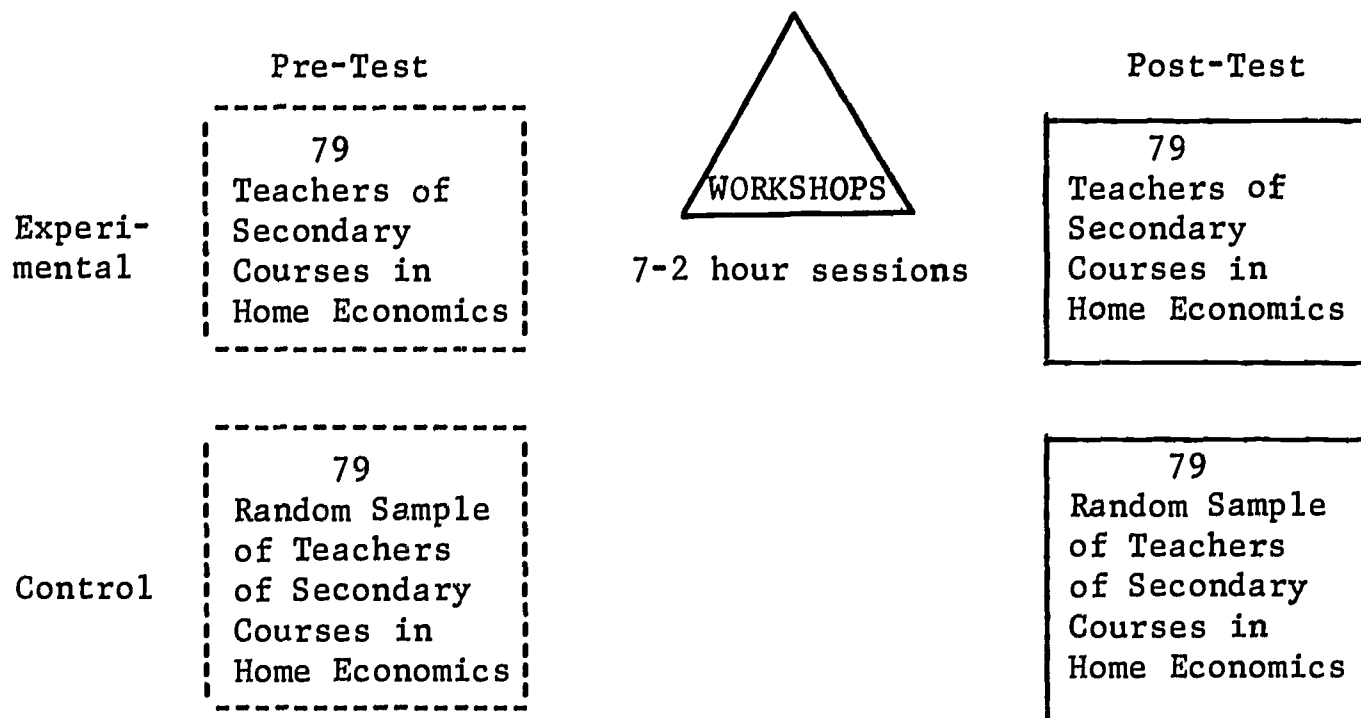 Pre-Test
Post-Test
WORKSHOPS
7-2 hour sessions
Experi-
mental
79
Teachers of
Secondary
Courses in
Home Economics
79
Teachers of
Secondary
Courses in
Home Economics
Control
79
Random Sample
of Teachers
of Secondary
Courses in
Home Economics
79
Random Sample
of Teachers
of Secondary
Courses in
Home Economics